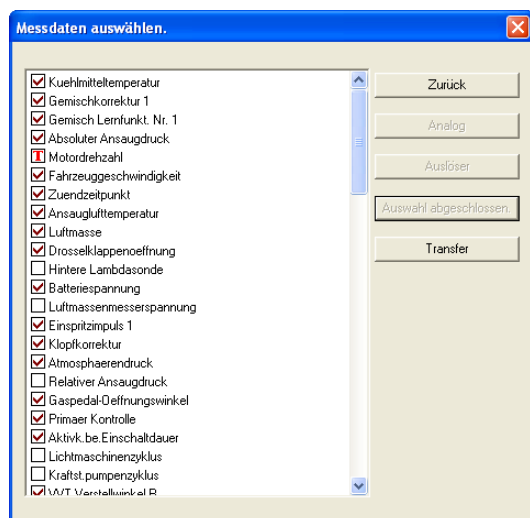 Messdaten auswählen.
Kuehlmitteltemperatur
Gemischkorrektur 1
Gemisch Lernfunkt. Nr. 1
Absoluter Ansaugdruck
T Motordrehzahl
Fahrzeuggeschwindigkeit
Zuendzeitpunkt
Ansauglufttemperatur
Luftmasse
Drosselklappenoeffnung
Hintere Lambdasonde
Batteriespannung
Luftmassenmesserspannung
Einspritzimpuls 1
Klopfkorrektur
Atmosphaerendruck
Relativer Ansaugdruck
Gaspedal-Oeffnungswinkel
Primaer Kontrolle
Aktivk.be.Einschaltdauer
Lichtmaschinenzyklus
Kraftst.pumpenzyklus
VVT Verstellwinkel R
Zurück
Analog
Auslöser
Auswahl abgeschlossen.
Transfer